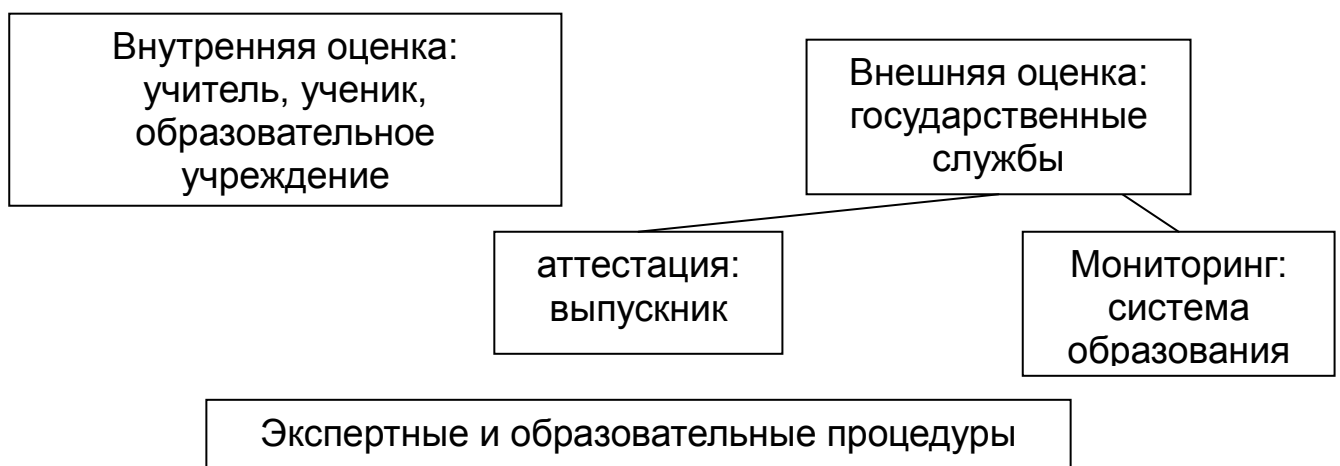 Внутренняя оценка:
учитель, ученик,
образовательное
учреждение
Внешняя оценка:
государственные
службы
аттестация:
выпускник
Мониторинг:
система
образования
Экспертные и образовательные процедуры